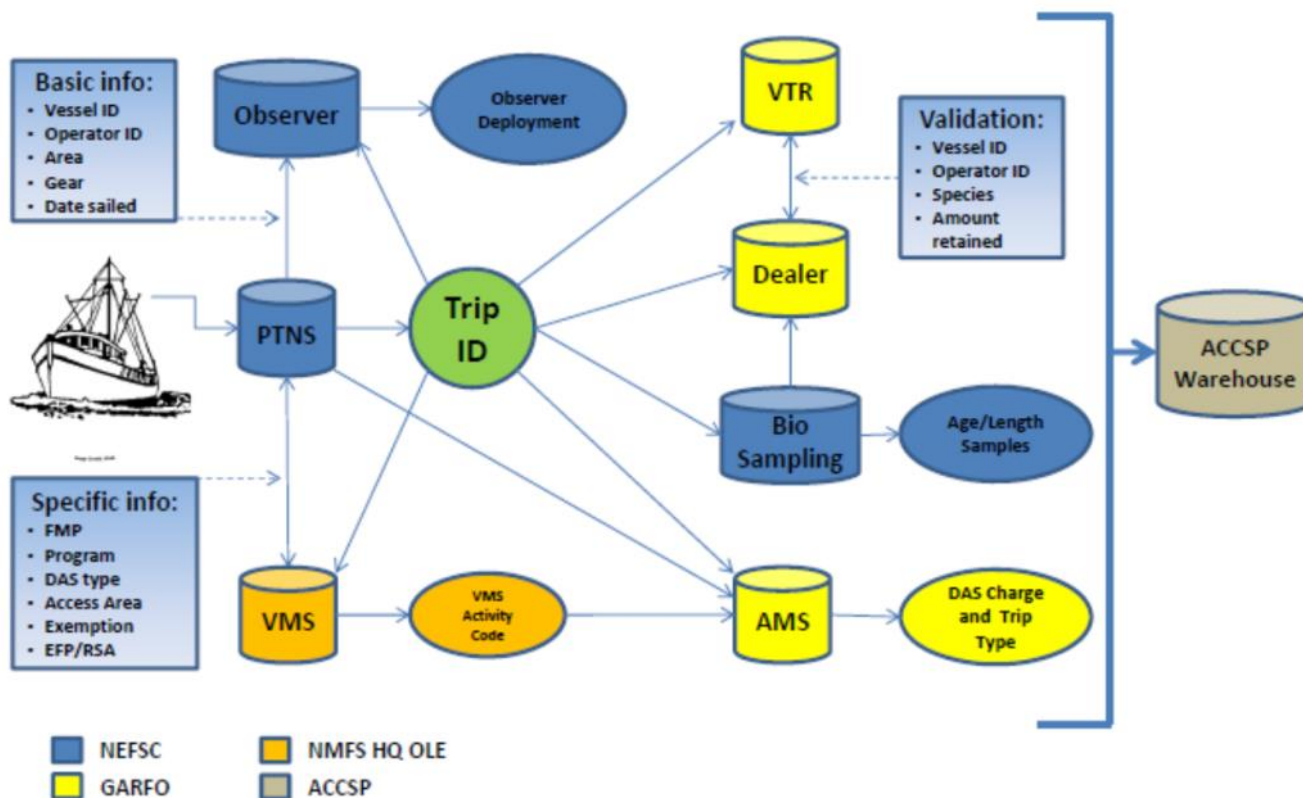 Basic info:
• Vessel ID
• Operator ID
• Area
• Gear
• Date sailed
Observer
Observer
Deployment
VTR
Validation:
• Vessel ID
• Operator ID
• Species
• Amount
retained
PTNS
Trip
ID
Dealer
ACCSP
Warehouse
Bio
Sampling
Age/Length
Samples
Specific info:
• FMP
• Program
• DAS type
• Access Area
• Exemption
• EFP/RSA
VMS
VMS
Activity
Code
AMS
DAS Charge
and Trip
Type
NEFSC
NMFS HQ OLE
GARFO
ACCSP